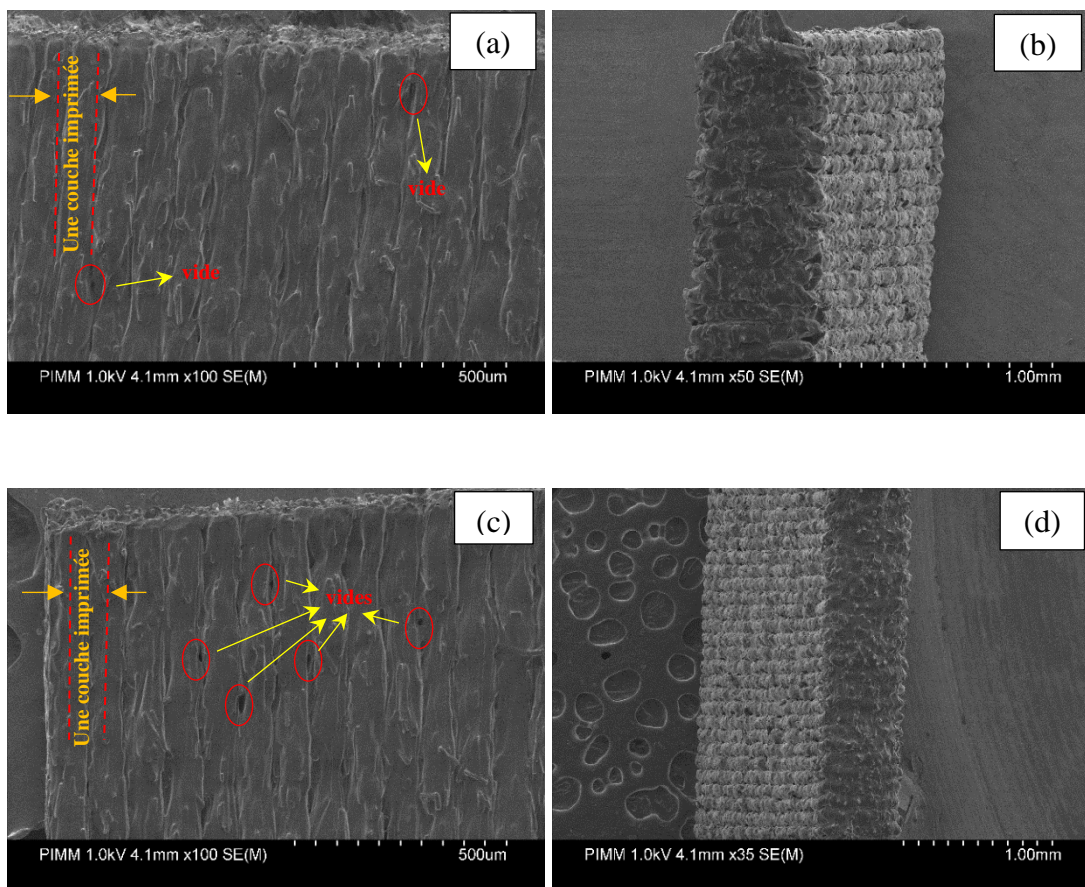 (a)
Une couche imprimée
vide
vide
PIMM 1.0kV 4.1mm x100 SE(M)
500um
(b)
PIMM 1.0kV 4.1mm x50 SE(M)
1.00mm
(c)
Une couche imprimée
vides
PIMM 1.0kV 4.1mm x100 SE(M)
500um
(d)
PIMM 1.0kV 4.1mm x35 SE(M)
1.00mm